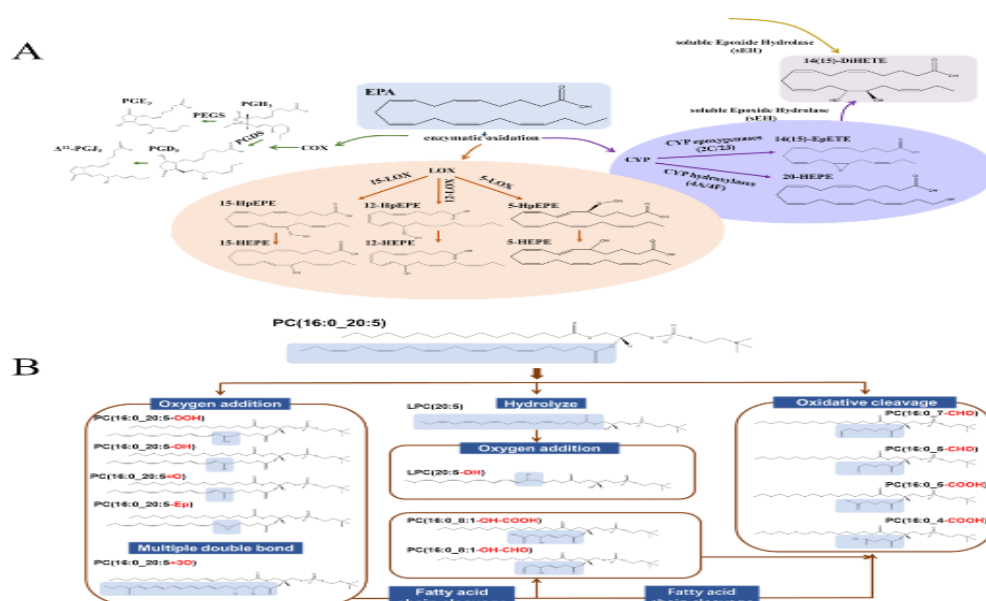 A
soluble Epoxide Hydrolase
(sEH)
14(15)-DiHETE
EPA
PGE₂
PGH₂
PEGS
PGDS
PGD₂
COX
enzymatic oxidation
soluble Epoxide Hydrolase
(sEH)
CYP
CYP epoxygenases
(2C/2J)
14(15)-EpETE
CYP hydroxylases
(4A/4F)
20-HEPE
LOX
15-LOX
12-LOX
5-LOX
15-HpEPE
12-HpEPE
5-HpEPE
15-HEPE
12-HEPE
5-HEPE
B
PC(16:0_20:5)
Oxygen addition
PC(16:0_20:5-OOH)
PC(16:0_20:5-OH)
PC(16:0_20:5=O)
PC(16:0_20:5-Ep)
Multiple double bond
PC(16:0_20:5+3O)
Hydrolyze
LPC(20:5)
Oxygen addition
LPC(20:5-OH)
PC(16:0_8:1-OH-COOH)
PC(16:0_8:1-OH-CHO)
Oxidative cleavage
PC(16:0_7-CHO)
PC(16:0_5-CHO)
PC(16:0_5-COOH)
PC(16:0_4-COOH)
Fatty acid
Fatty acid